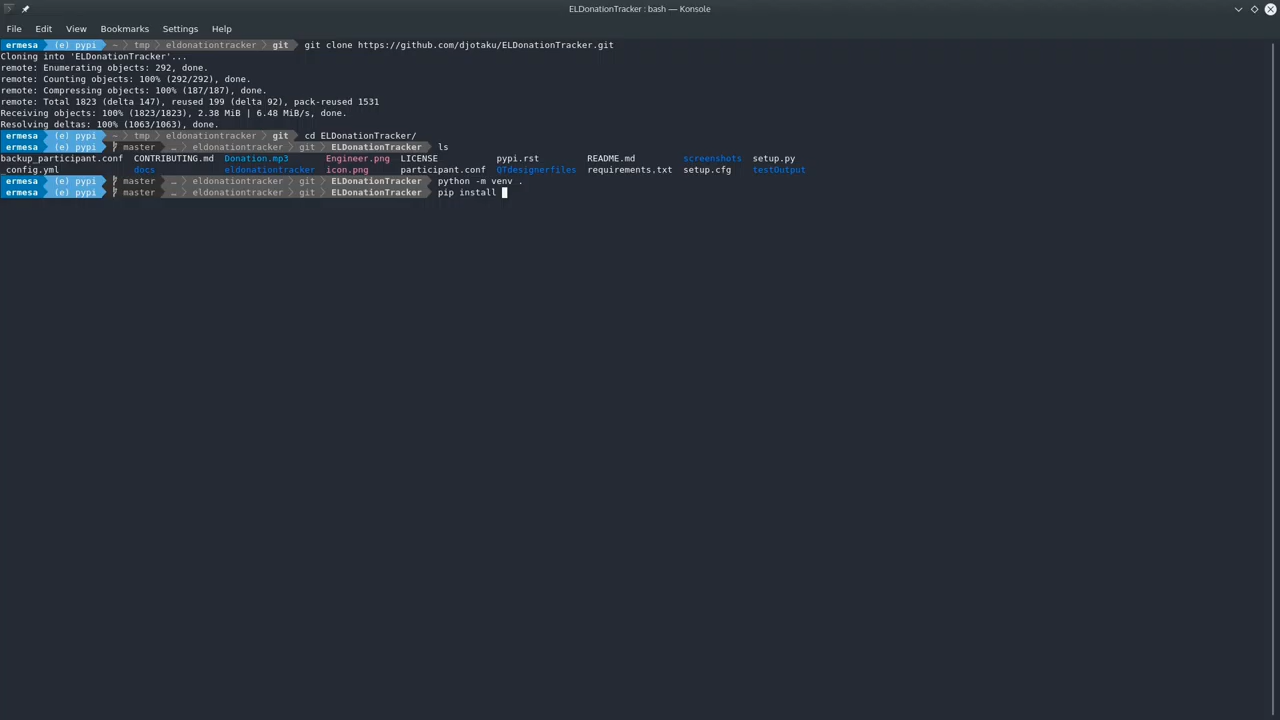 ELDonationTracker : bash — Konsole
File Edit View Bookmarks Settings Help
ermesa (e) pypi ~ tmp eldonationtracker git git clone https://github.com/djotaku/ELDonationTracker.git
Cloning into 'ELDonationTracker'...
remote: Enumerating objects: 292, done.
remote: Counting objects: 100% (292/292), done.
remote: Compressing objects: 100% (187/187), done.
remote: Total 1823 (delta 147), reused 199 (delta 92), pack-reused 1531
Receiving objects: 100% (1823/1823), 2.38 MiB | 6.48 MiB/s, done.
Resolving deltas: 100% (1063/1063), done.
ermesa (e) pypi ~ tmp eldonationtracker git cd ELDonationTracker/
ermesa (e) pypi master … eldonationtracker git ELDonationTracker ls
backup_participant.conf CONTRIBUTING.md Donation.mp3 Engineer.png LICENSE pypi.rst README.md screenshots setup.py
_config.yml docs eldonationtracker icon.png participant.conf QTdesignerfiles requirements.txt setup.cfg testOutput
ermesa (e) pypi master … eldonationtracker git ELDonationTracker python -m venv .
ermesa (e) pypi master … eldonationtracker git ELDonationTracker pip install